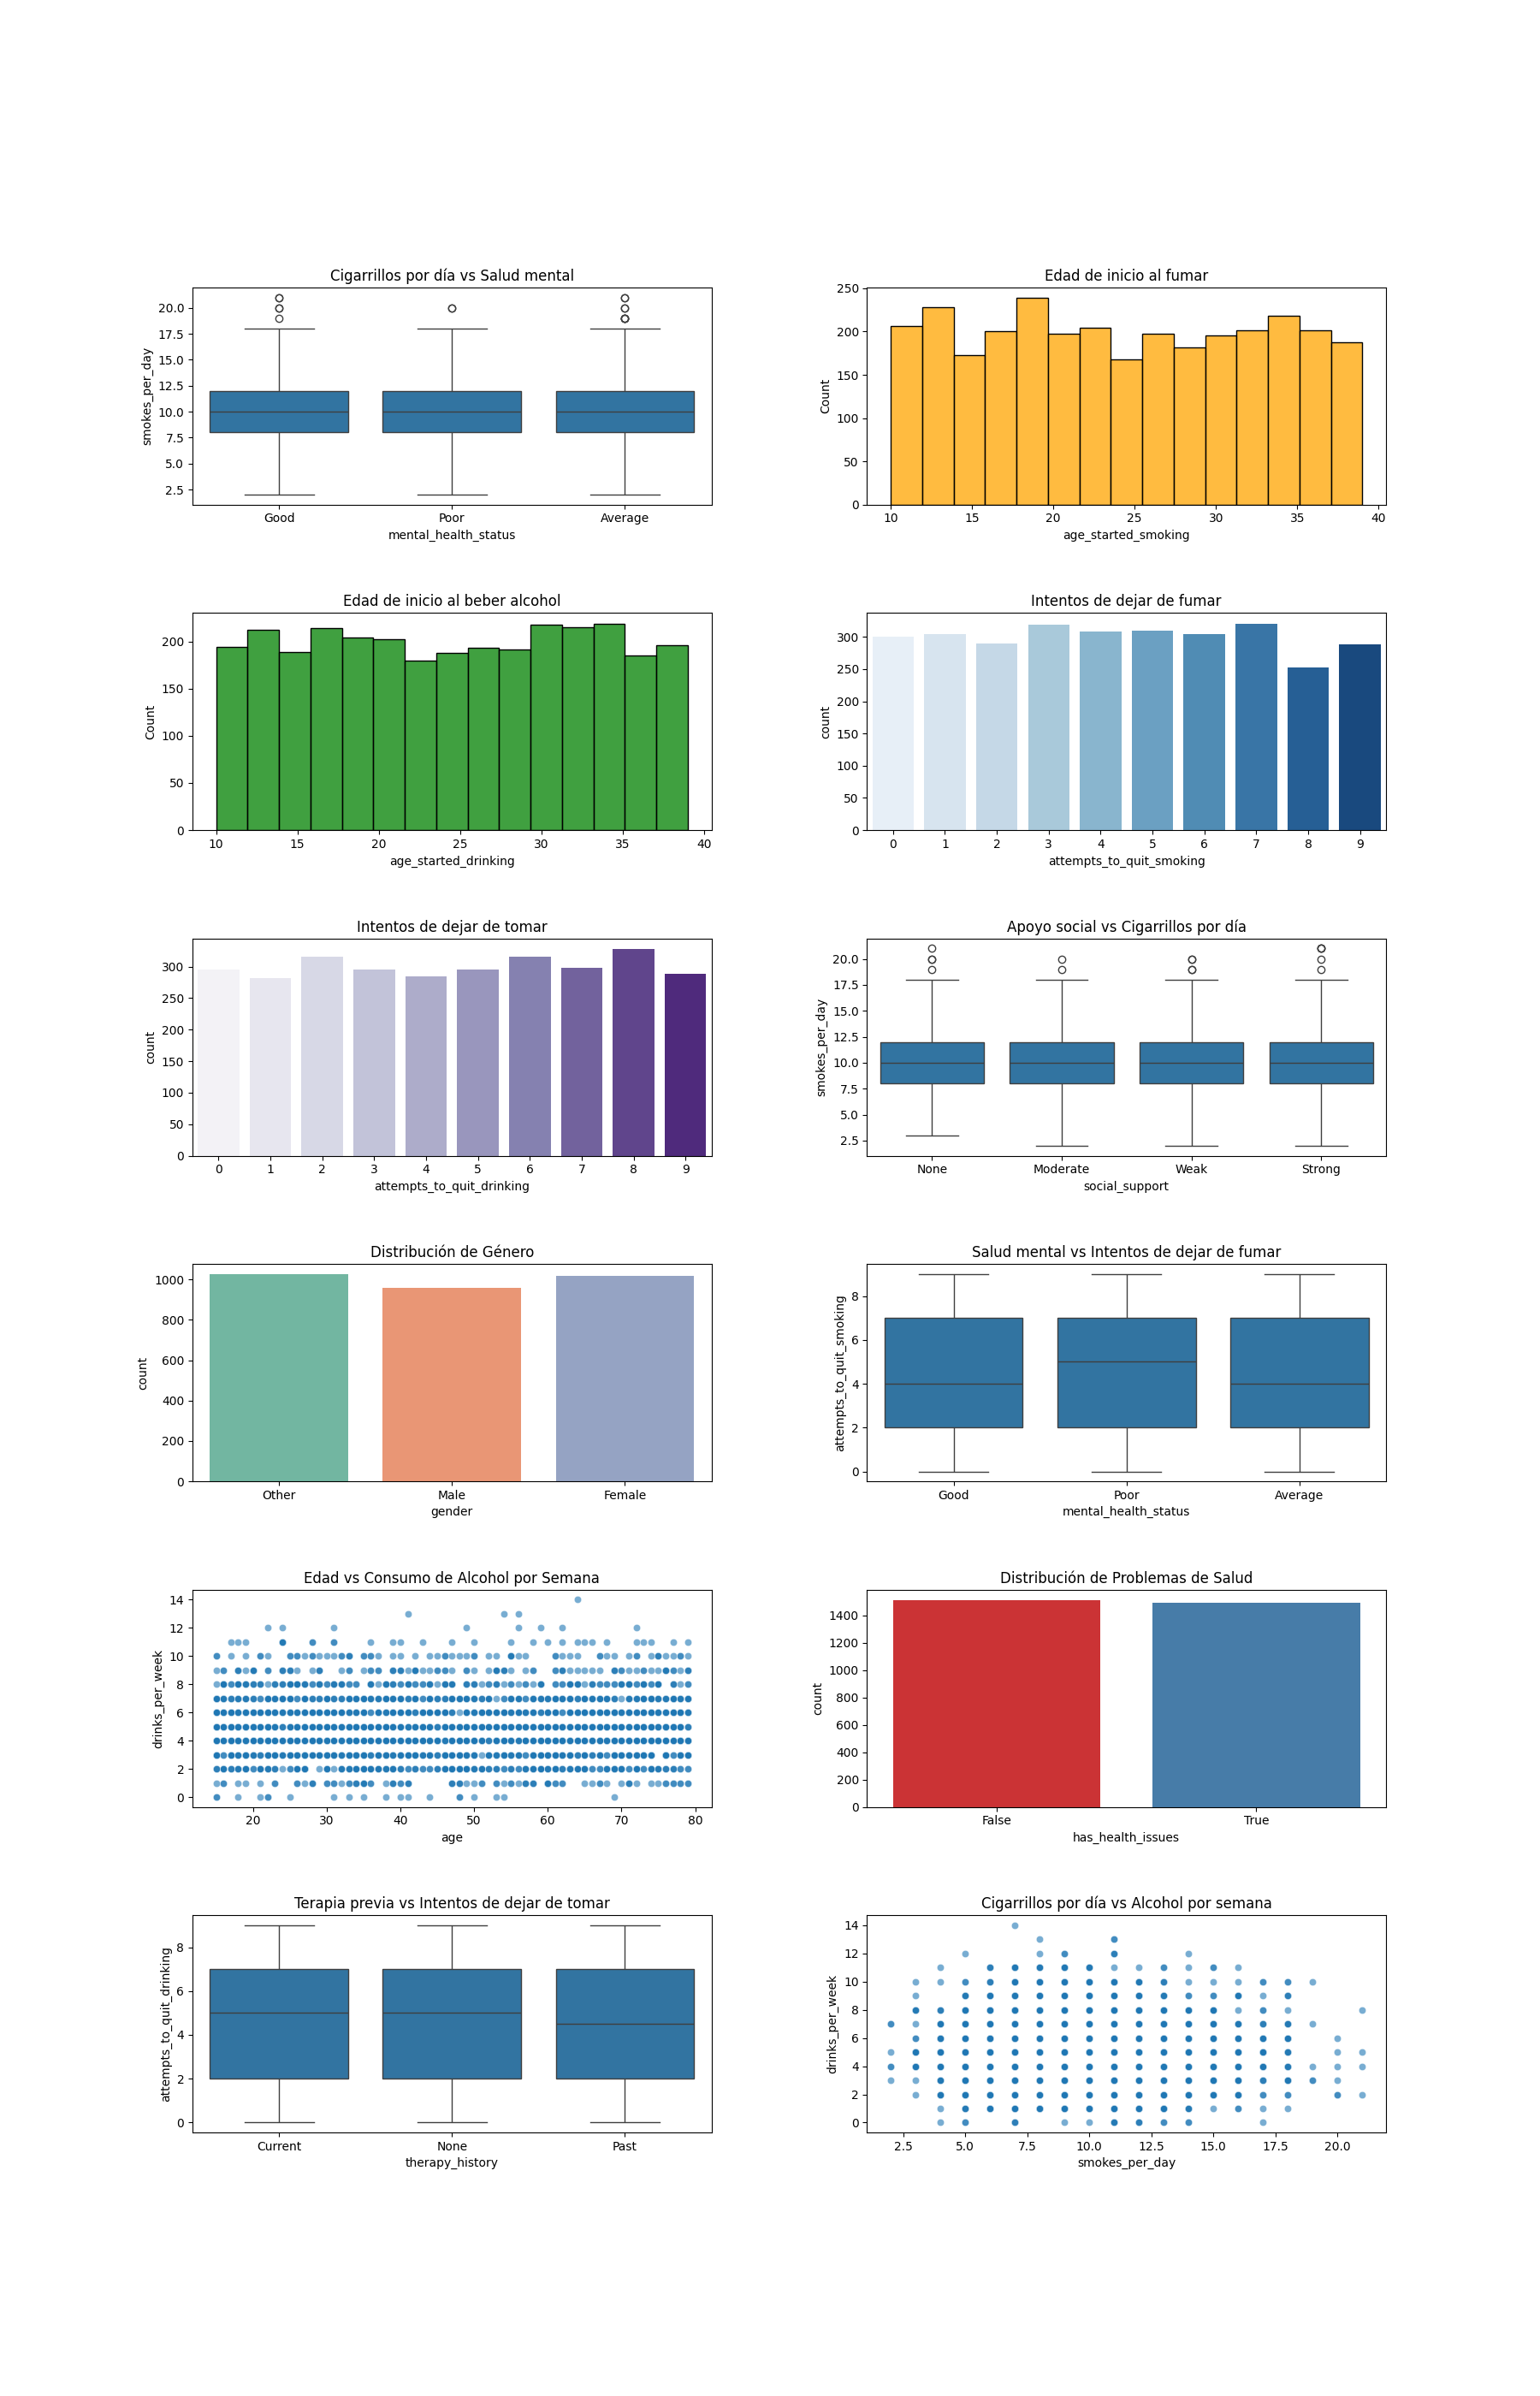 Cigarrillos por día vs Salud mental
smokes_per_day
20.0
17.5
15.0
12.5
10.0
7.5
5.0
2.5
Good Poor Average
mental_health_status
Edad de inicio al fumar
Count
250
200
150
100
50
0
10 15 20 25 30 35 40
age_started_smoking
Edad de inicio al beber alcohol
Count
200
150
100
50
0
10 15 20 25 30 35 40
age_started_drinking
Intentos de dejar de fumar
count
300
250
200
150
100
50
0
0 1 2 3 4 5 6 7 8 9
attempts_to_quit_smoking
Intentos de dejar de tomar
count
300
250
200
150
100
50
0
0 1 2 3 4 5 6 7 8 9
attempts_to_quit_drinking
Apoyo social vs Cigarrillos por día
smokes_per_day
20.0
17.5
15.0
12.5
10.0
7.5
5.0
2.5
None Moderate Weak Strong
social_support
Distribución de Género
count
1000
800
600
400
200
0
Other Male Female
gender
Salud mental vs Intentos de dejar de fumar
attempts_to_quit_smoking
8
6
4
2
0
Good Poor Average
mental_health_status
Edad vs Consumo de Alcohol por Semana
drinks_per_week
14
12
10
8
6
4
2
0
20 30 40 50 60 70 80
age
Distribución de Problemas de Salud
count
1400
1200
1000
800
600
400
200
0
False True
has_health_issues
Terapia previa vs Intentos de dejar de tomar
attempts_to_quit_drinking
8
6
4
2
0
Current None Past
therapy_history
Cigarrillos por día vs Alcohol por semana
drinks_per_week
14
12
10
8
6
4
2
0
2.5 5.0 7.5 10.0 12.5 15.0 17.5 20.0
smokes_per_day